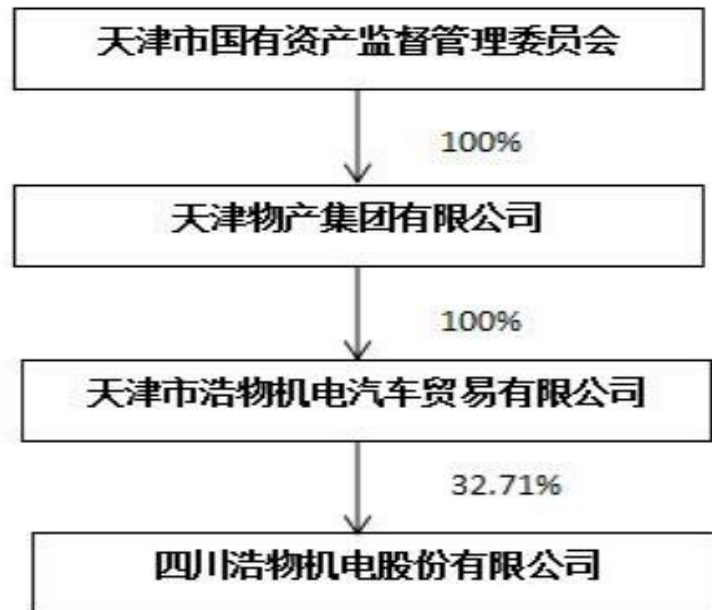 天津市国有资产监督管理委员会
100%
天津物产集团有限公司
100%
天津市浩物机电汽车贸易有限公司
32.71%
四川浩物机电股份有限公司